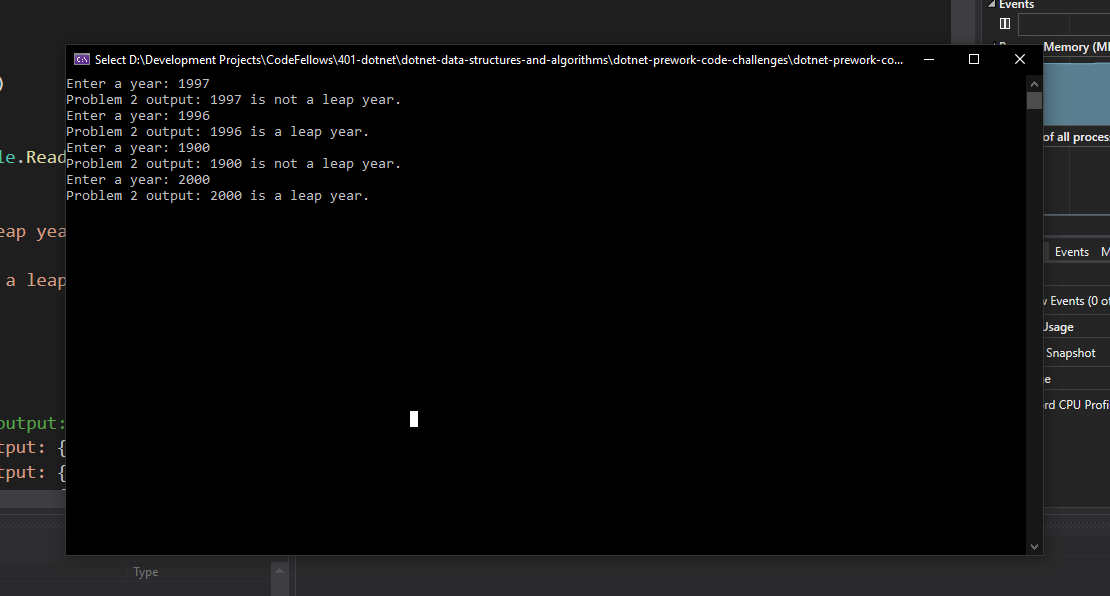 Events
Memory (M
Select D:\Development Projects\CodeFellows\401-dotnet\dotnet-data-structures-and-algorithms\dotnet-prework-code-challenges\dotnet-prework-co...
Enter a year: 1997
Problem 2 output: 1997 is not a leap year.
Enter a year: 1996
Problem 2 output: 1996 is a leap year.
Enter a year: 1900
Problem 2 output: 1900 is not a leap year.
Enter a year: 2000
Problem 2 output: 2000 is a leap year.
)
le.Read
eap yea
a leap
output:
tput: {
tput: {
Type
of all proces
Events M
w Events (0 of
Usage
Snapshot
ge
rd CPU Profi